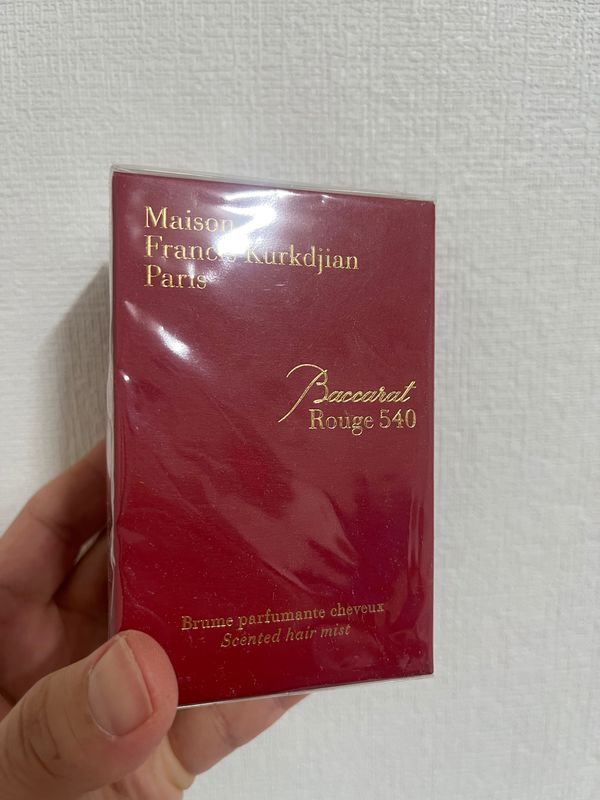 Maison
Francis Kurkdjian
Paris
Baccarat
Rouge 540
Brume parfumante cheveux
Scented hair mist